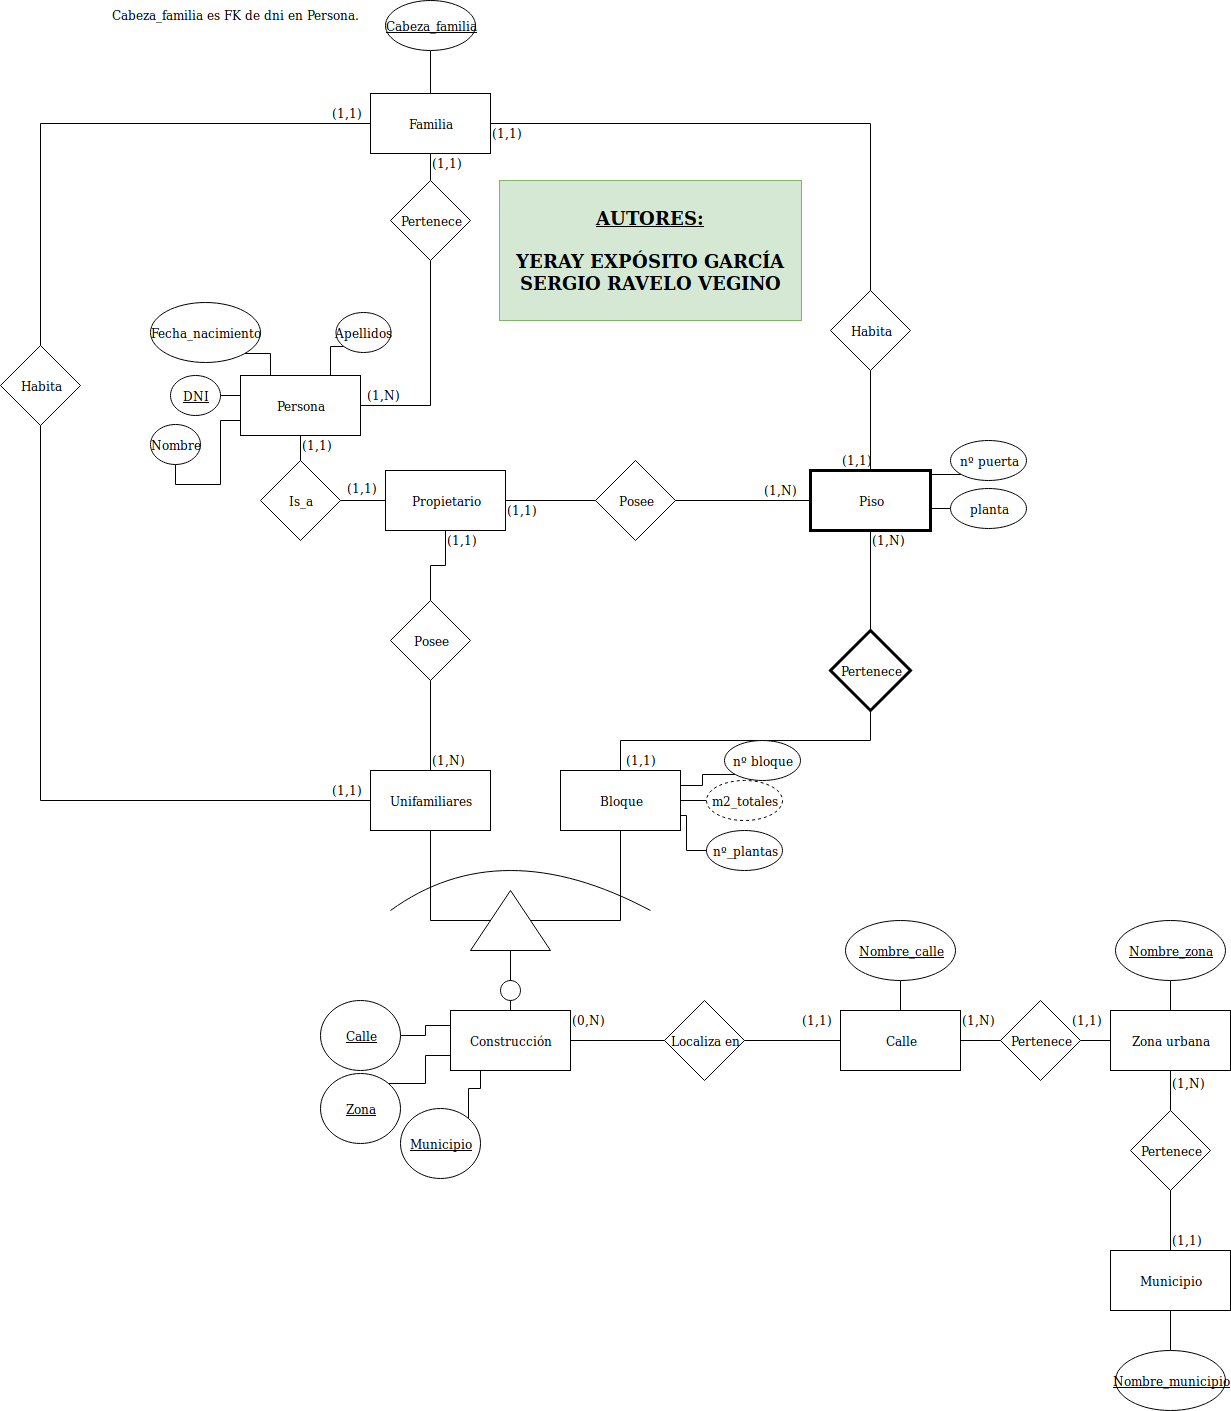 Cabeza_familia es FK de dni en Persona.
Cabeza_familia
(1,1)
Familia
(1,1)
(1,1)
Pertenece
AUTORES:
YERAY EXPÓSITO GARCÍA
SERGIO RAVELO VEGINO
Fecha_nacimiento
Apellidos
Habita
Habita
DNI
Persona
(1,N)
Nombre
(1,1)
(1,1)
nº puerta
Is_a
(1,1)
Propietario
(1,1)
Posee
(1,N)
Piso
planta
(1,1)
(1,N)
Posee
Pertenece
(1,N)
(1,1)
nº bloque
(1,1)
Unifamiliares
Bloque
m2_totales
nº_plantas
Nombre_calle
Nombre_zona
Calle
Construcción
(0,N)
Localiza en
(1,1)
Calle
(1,N)
Pertenece
(1,1)
Zona urbana
Zona
(1,N)
Municipio
Pertenece
(1,1)
Municipio
Nombre_municipio